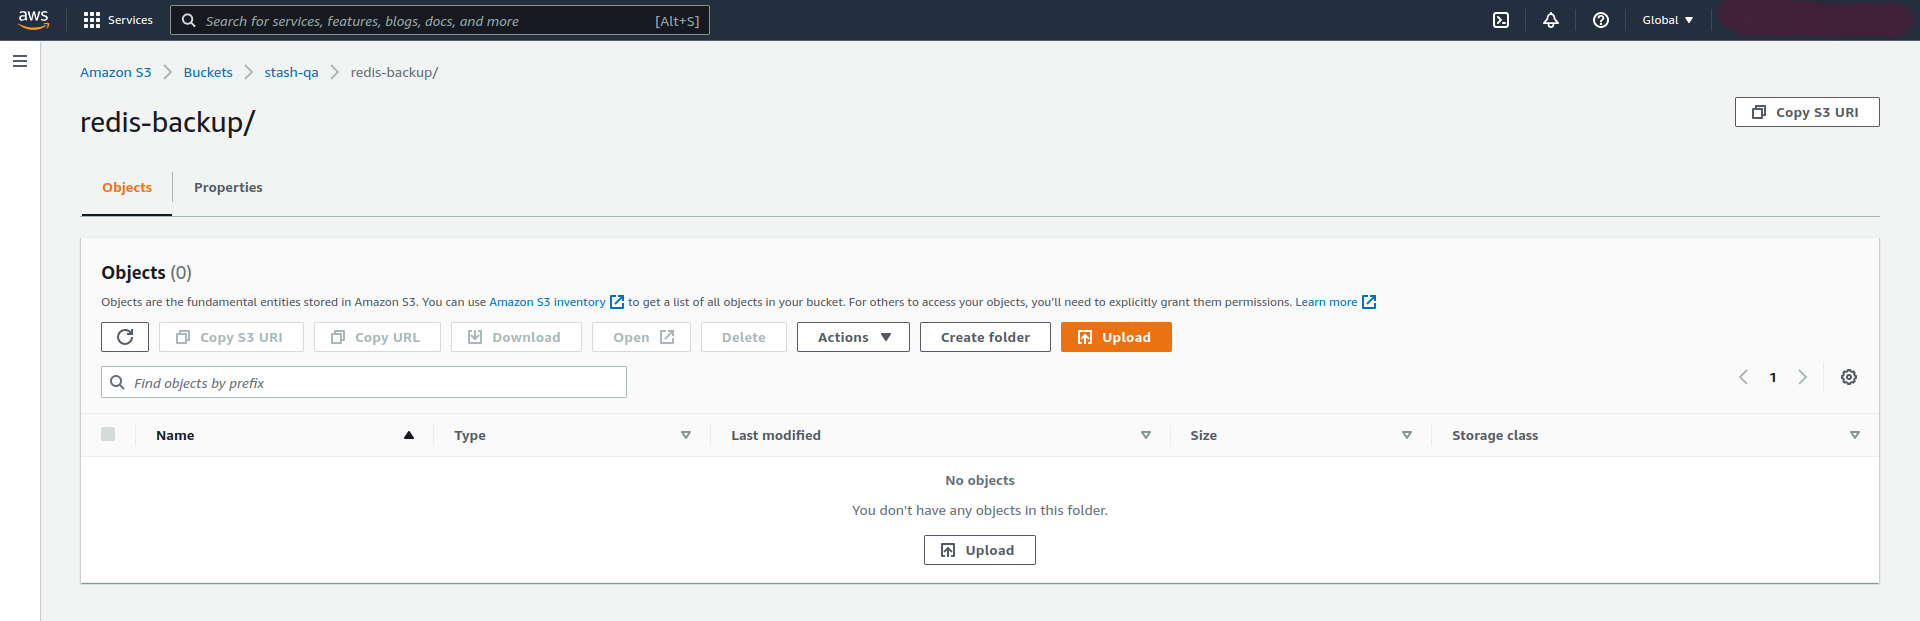 aws Services Search for services, features, blogs, docs, and more [Alt+S] Global
Amazon S3 Buckets stash-qa redis-backup/
redis-backup/
Copy S3 URI
Objects Properties
Objects (0)
Objects are the fundamental entities stored in Amazon S3. You can use Amazon S3 inventory to get a list of all objects in your bucket. For others to access your objects, you'll need to explicitly grant them permissions. Learn more
Copy S3 URI Copy URL Download Open Delete Actions Create folder Upload
Find objects by prefix
1
Name Type Last modified Size Storage class
No objects
You don't have any objects in this folder.
Upload